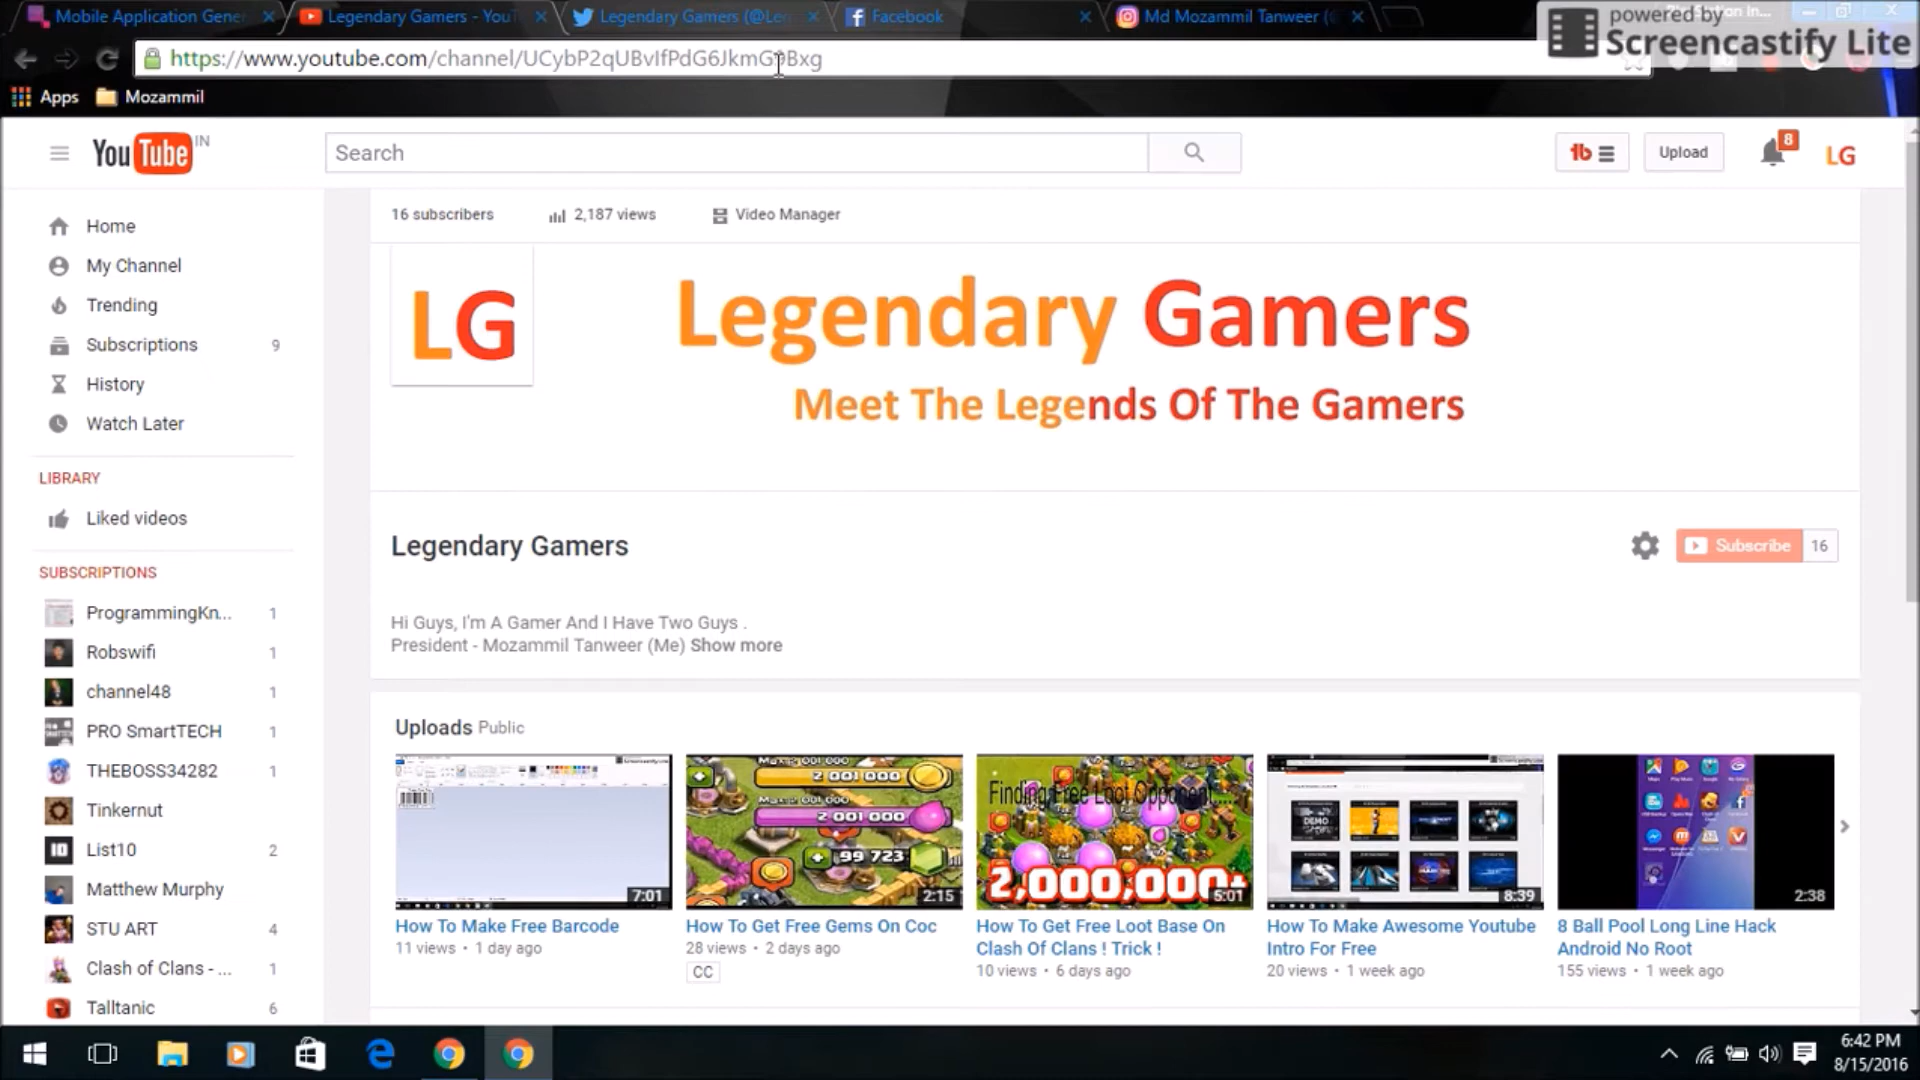 Mobile Application Gener
Legendary Gamers - YouT
Legendary Gamers (@Leg
Facebook
Md Mozammil Tanweer (@
powered by
Screencastify Lite
https://www.youtube.com/channel/UCybP2qUBvIfPdG6JkmG9Bxg
Apps
Mozammil
YouTube IN
Search
Upload
8
LG
Home
My Channel
Trending
Subscriptions 9
History
Watch Later
LIBRARY
Liked videos
SUBSCRIPTIONS
ProgrammingKn... 1
Robswifi 1
channel48 1
PRO SmartTECH 1
THEBOSS34282 1
Tinkernut
List10 2
Matthew Murphy
STU ART 4
Clash of Clans - ... 1
Talltanic 6
16 subscribers
2,187 views
Video Manager
LG
Legendary Gamers
Meet The Legends Of The Gamers
Legendary Gamers
Subscribe 16
Hi Guys, I'm A Gamer And I Have Two Guys .
President - Mozammil Tanweer (Me) Show more
Uploads Public
7:01
How To Make Free Barcode
11 views • 1 day ago
2 001 000
2 001 000
99 723
2:15
How To Get Free Gems On Coc
28 views • 2 days ago
CC
Finding Free Loot Opponent....
2,000,000+
5:01
How To Get Free Loot Base On
Clash Of Clans ! Trick !
10 views • 6 days ago
DEMO
8:39
How To Make Awesome Youtube
Intro For Free
20 views • 1 week ago
2:38
8 Ball Pool Long Line Hack
Android No Root
155 views • 1 week ago
6:42 PM
8/15/2016